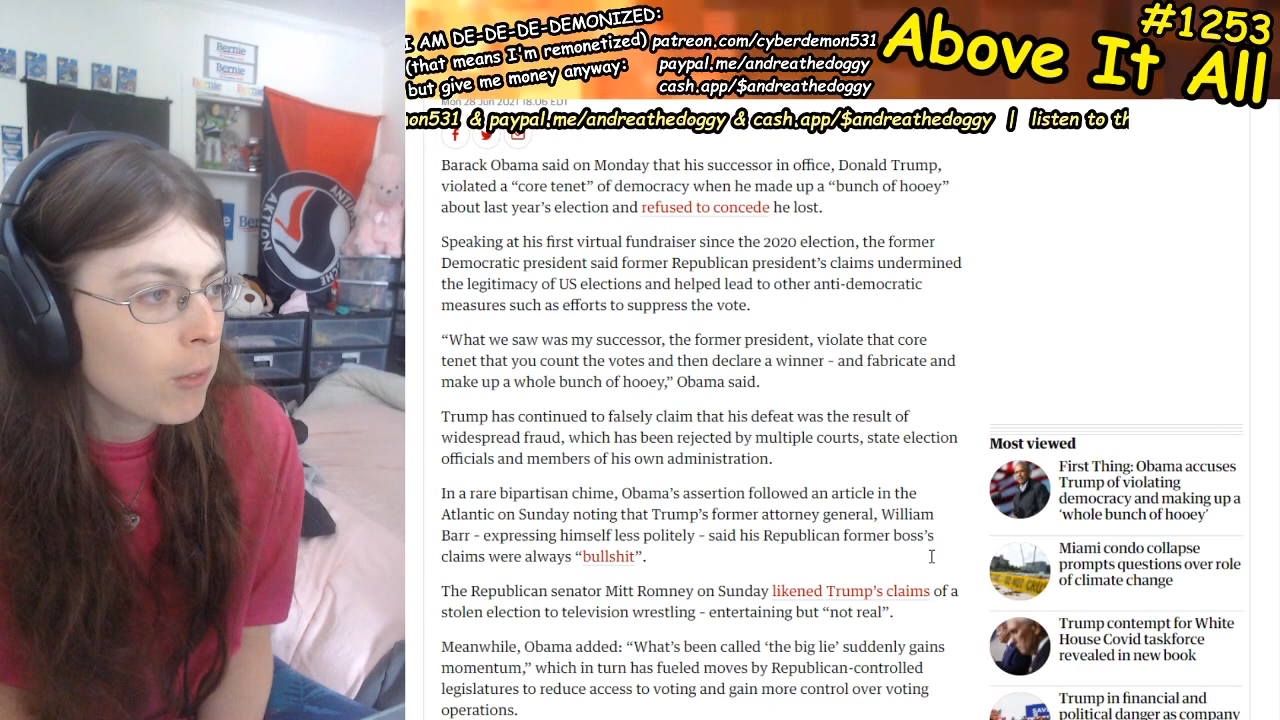 I AM DE-DE-DE-DEMONIZED:
(that means I'm remonetized)
but give me money anyway:
patreon.com/cyberdemon531
paypal.me/andreathedoggy
cash.app/$andreathedoggy
#1253
Above It All
Mon 28 Jun 2021 18.06 EDT
mon531 & paypal.me/andreathedoggy & cash.app/$andreathedoggy | listen to th
Bernie
Bernie
Be
AKTION
Barack Obama said on Monday that his successor in office, Donald Trump,
violated a “core tenet” of democracy when he made up a “bunch of hooey”
about last year’s election and refused to concede he lost.
Speaking at his first virtual fundraiser since the 2020 election, the former
Democratic president said former Republican president’s claims undermined
the legitimacy of US elections and helped lead to other anti-democratic
measures such as efforts to suppress the vote.
“What we saw was my successor, the former president, violate that core
tenet that you count the votes and then declare a winner – and fabricate and
make up a whole bunch of hooey,” Obama said.
Trump has continued to falsely claim that his defeat was the result of
widespread fraud, which has been rejected by multiple courts, state election
officials and members of his own administration.
In a rare bipartisan chime, Obama’s assertion followed an article in the
Atlantic on Sunday noting that Trump’s former attorney general, William
Barr – expressing himself less politely – said his Republican former boss’s
claims were always “bullshit”.
The Republican senator Mitt Romney on Sunday likened Trump’s claims of a
stolen election to television wrestling – entertaining but “not real”.
Meanwhile, Obama added: “What’s been called ‘the big lie’ suddenly gains
momentum,” which in turn has fueled moves by Republican-controlled
legislatures to reduce access to voting and gain more control over voting
operations.
Most viewed
First Thing: Obama accuses
Trump of violating
democracy and making up a
‘whole bunch of hooey’
Miami condo collapse
prompts questions over role
of climate change
Trump contempt for White
House Covid taskforce
revealed in new book
Trump in financial and
political danger as company